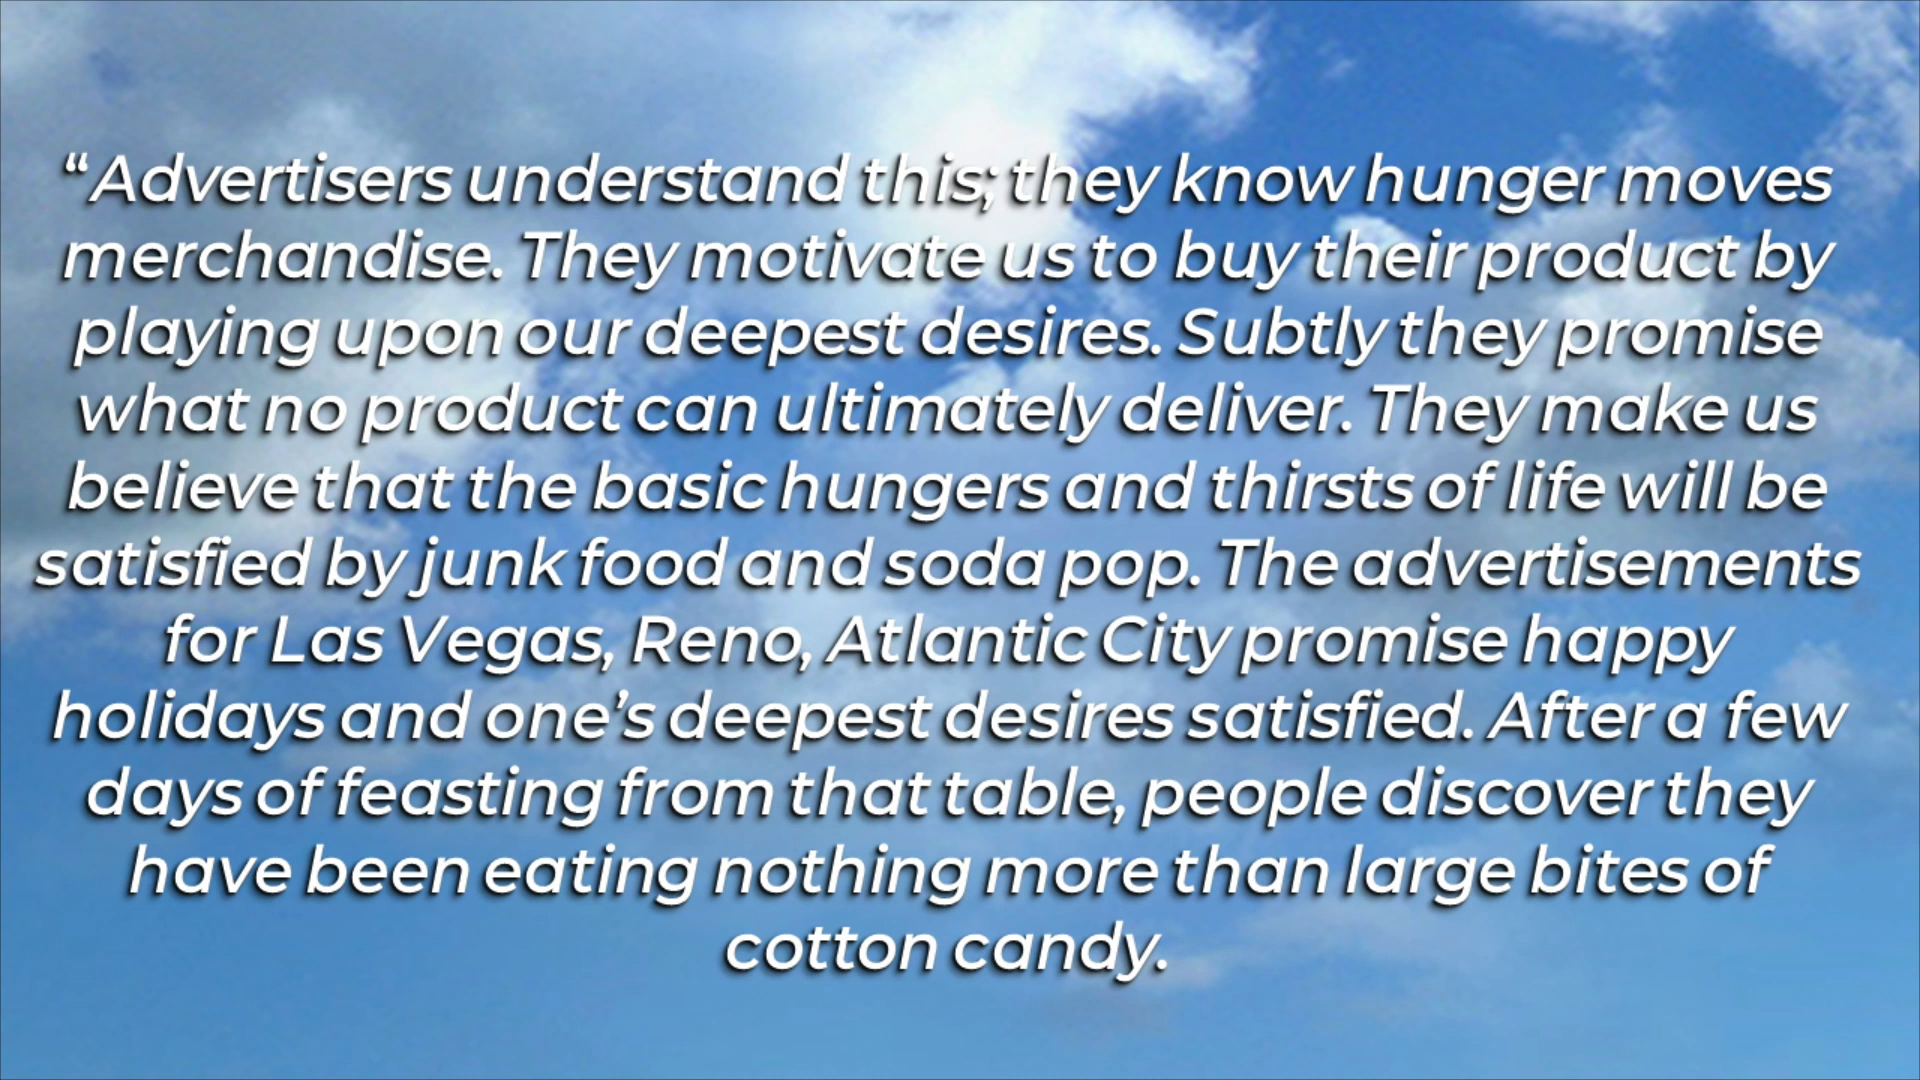 “Advertisers understand this; they know hunger moves
merchandise. They motivate us to buy their product by
playing upon our deepest desires. Subtly they promise
what no product can ultimately deliver. They make us
believe that the basic hungers and thirsts of life will be
satisfied by junk food and soda pop. The advertisements
for Las Vegas, Reno, Atlantic City promise happy
holidays and one’s deepest desires satisfied. After a few
days of feasting from that table, people discover they
have been eating nothing more than large bites of
cotton candy.